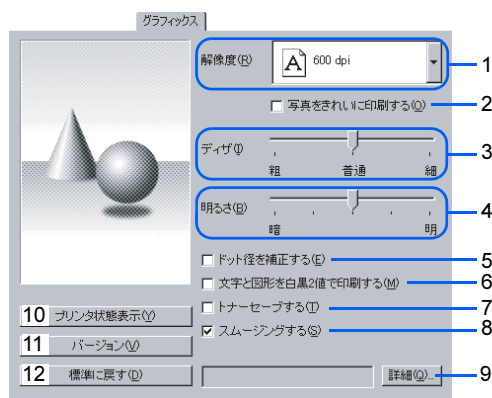 グラフィックス
解像度(R)
600 dpi
1
写真をきれいに印刷する(O)
2
ディザ(I)
粗 普通 細
3
明るさ(B)
暗 明
4
ドット径を補正する(E)
5
文字と図形を白黒2値で印刷する(M)
6
トナーセーブする(T)
7
スムージングする(S)
8
10 プリンタ状態表示(Y)
11 バージョン(V)
12 標準に戻す(D)
詳細(Q)...
9